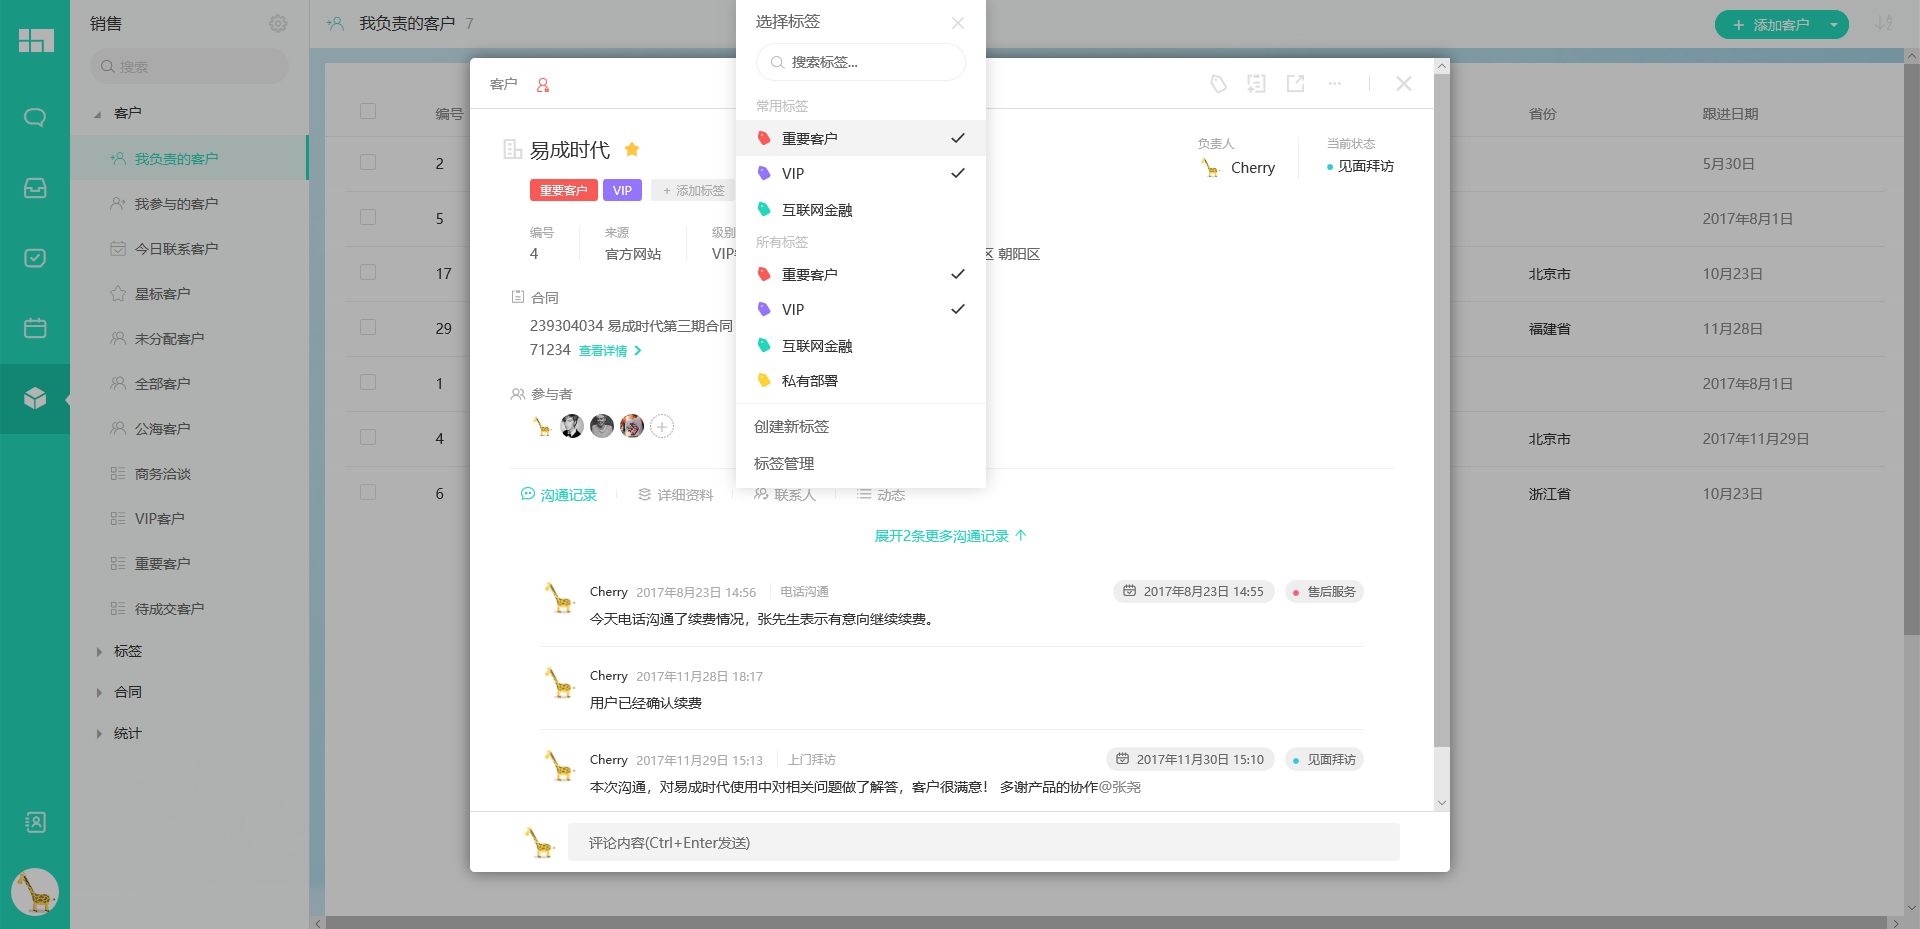 销售
搜索
客户
我负责的客户
我参与的客户
今日联系客户
星标客户
未分配客户
全部客户
公海客户
商务洽谈
VIP客户
重要客户
待成交客户
标签
合同
统计
我负责的客户 7
+ 添加客户
编号 省份 跟进日期
2 5月30日
5 2017年8月1日
17 北京市 10月23日
29 福建省 11月28日
1 2017年8月1日
4 北京市 2017年11月29日
6 浙江省 10月23日
客户
易成时代
重要客户 VIP + 添加标签
负责人 当前状态
Cherry 见面拜访
编号 来源 级别
4 官方网站 VIP 区 朝阳区
合同
239304034 易成时代第三期合同
71234 查看详情
参与者
沟通记录 详细资料 联系人 动态
展开2条更多沟通记录
Cherry 2017年8月23日 14:56 电话沟通 2017年8月23日 14:55 售后服务
今天电话沟通了续费情况，张先生表示有意向继续续费。
Cherry 2017年11月28日 18:17
用户已经确认续费
Cherry 2017年11月29日 15:13 上门拜访 2017年11月30日 15:10 见面拜访
本次沟通，对易成时代使用中对相关问题做了解答，客户很满意！ 多谢产品的协作@张尧
评论内容(Ctrl+Enter发送)
选择标签
搜索标签...
常用标签
重要客户
VIP
互联网金融
所有标签
重要客户
VIP
互联网金融
私有部署
创建新标签
标签管理